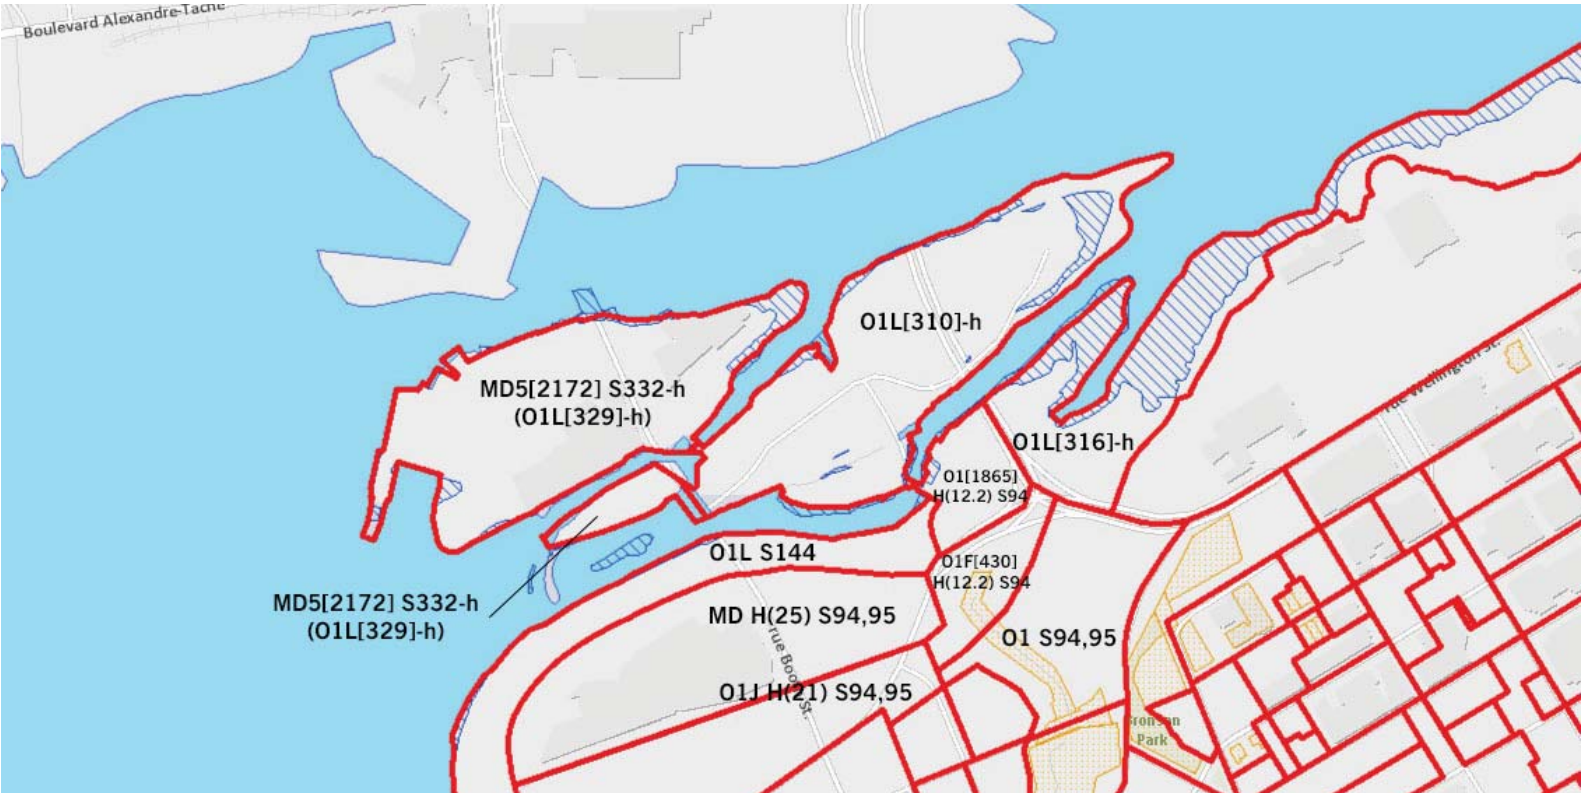 Boulevard Alexandre-Taché
O1L[310]-h
MD5[2172] S332-h
(O1L[329]-h)
rue Wellington St.
O1L[316]-h
O1[1865]
H(12.2) S94
O1L S144
O1F[430]
H(12.2) S94
MD5[2172] S332-h
(O1L[329]-h)
MD H(25) S94,95
O1 S94,95
rue Booth St.
O1J H(21) S94,95
Bronson
Park